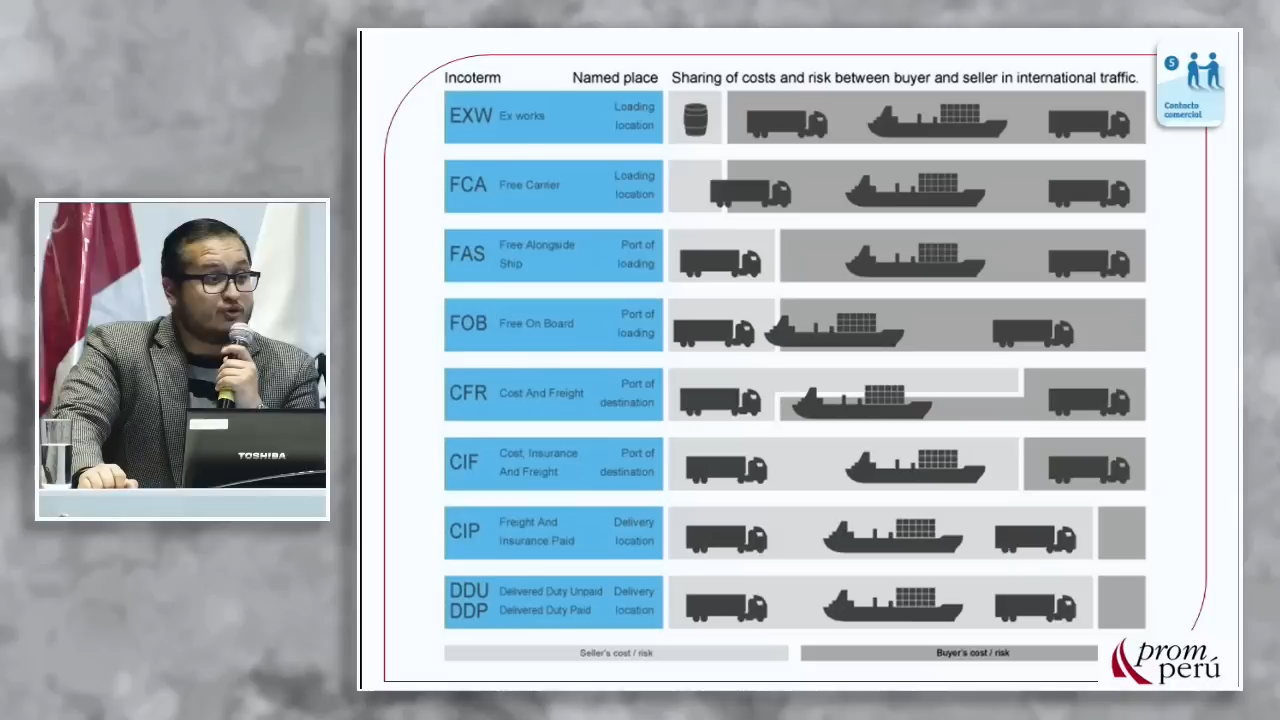 Incoterm Named place Sharing of costs and risk between buyer and seller in international traffic.
5
Contacto
comercial
EXW Ex works Loading
location
FCA Free Carrier Loading
location
FAS Free Alongside Port of
Ship loading
FOB Free On Board Port of
loading
CFR Cost And Freight Port of
destination
CIF Cost, Insurance Port of
And Freight destination
CIP Freight And Delivery
Insurance Paid location
DDU Delivered Duty Unpaid Delivery
DDP Delivered Duty Paid location
Seller's cost / risk Buyer's cost / risk
prom
perú
TOSHIBA